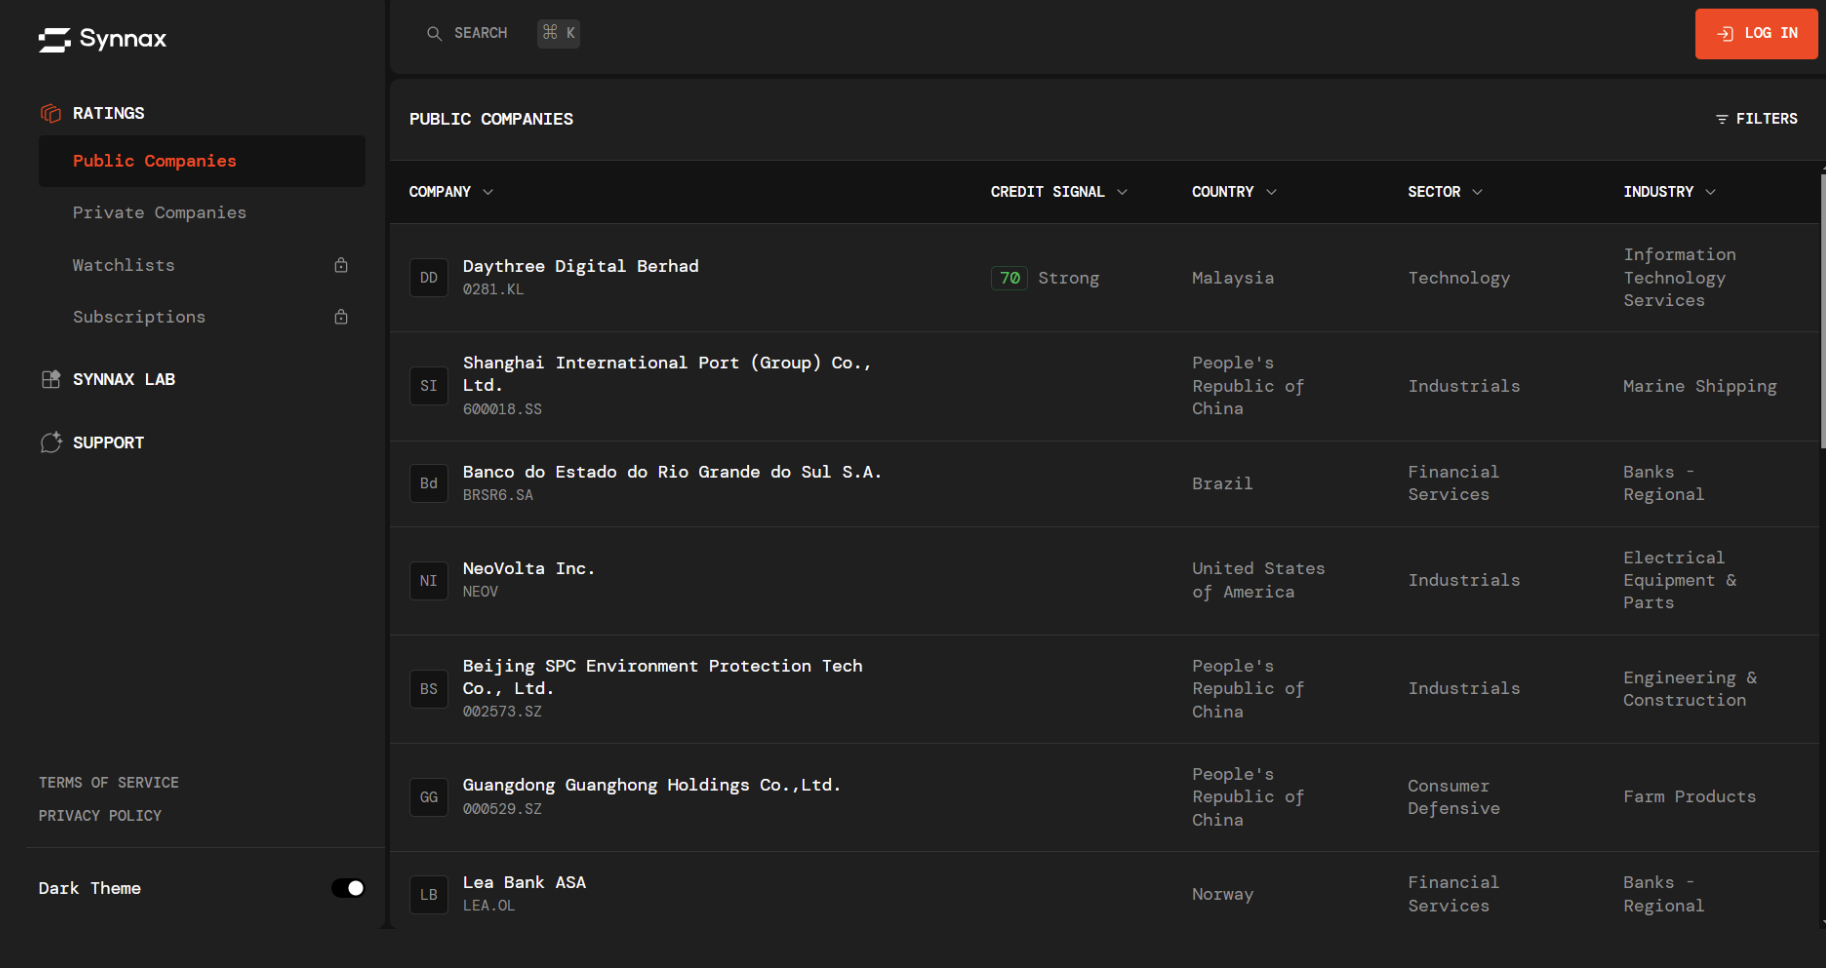 Synnax
SEARCH ⌘ K
LOG IN
RATINGS
Public Companies
Private Companies
Watchlists
Subscriptions
SYNNAX LAB
SUPPORT
TERMS OF SERVICE
PRIVACY POLICY
Dark Theme
PUBLIC COMPANIES
FILTERS
COMPANY CREDIT SIGNAL COUNTRY SECTOR INDUSTRY
DD
Daythree Digital Berhad
0281.KL
70 Strong
Malaysia
Technology
Information
Technology
Services
SI
Shanghai International Port (Group) Co.,
Ltd.
600018.SS
People's
Republic of
China
Industrials
Marine Shipping
Bd
Banco do Estado do Rio Grande do Sul S.A.
BRSR6.SA
Brazil
Financial
Services
Banks -
Regional
NI
NeoVolta Inc.
NEOV
United States
of America
Industrials
Electrical
Equipment &
Parts
BS
Beijing SPC Environment Protection Tech
Co., Ltd.
002573.SZ
People's
Republic of
China
Industrials
Engineering &
Construction
GG
Guangdong Guanghong Holdings Co.,Ltd.
000529.SZ
People's
Republic of
China
Consumer
Defensive
Farm Products
LB
Lea Bank ASA
LEA.OL
Norway
Financial
Services
Banks -
Regional